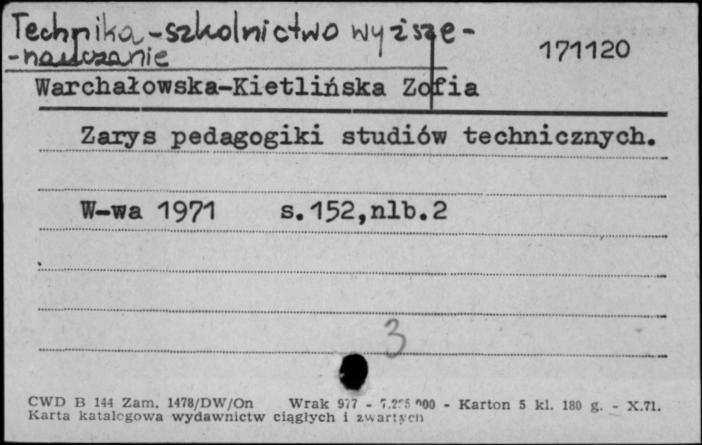 Technika-szkolnictwo wyższe-
-nauczanie
171120
Warchałowska-Kietlińska Zofia
Zarys pedagogiki studiów technicznych.
W-wa 1971 s.152,nlb.2
3
CWD B 144 Zam. 1478/DW/On Wrak 977 - 000 - Karton 5 kl. 180 g. - X.71.
Karta katalogowa wydawnictw ciągłych i zwartych